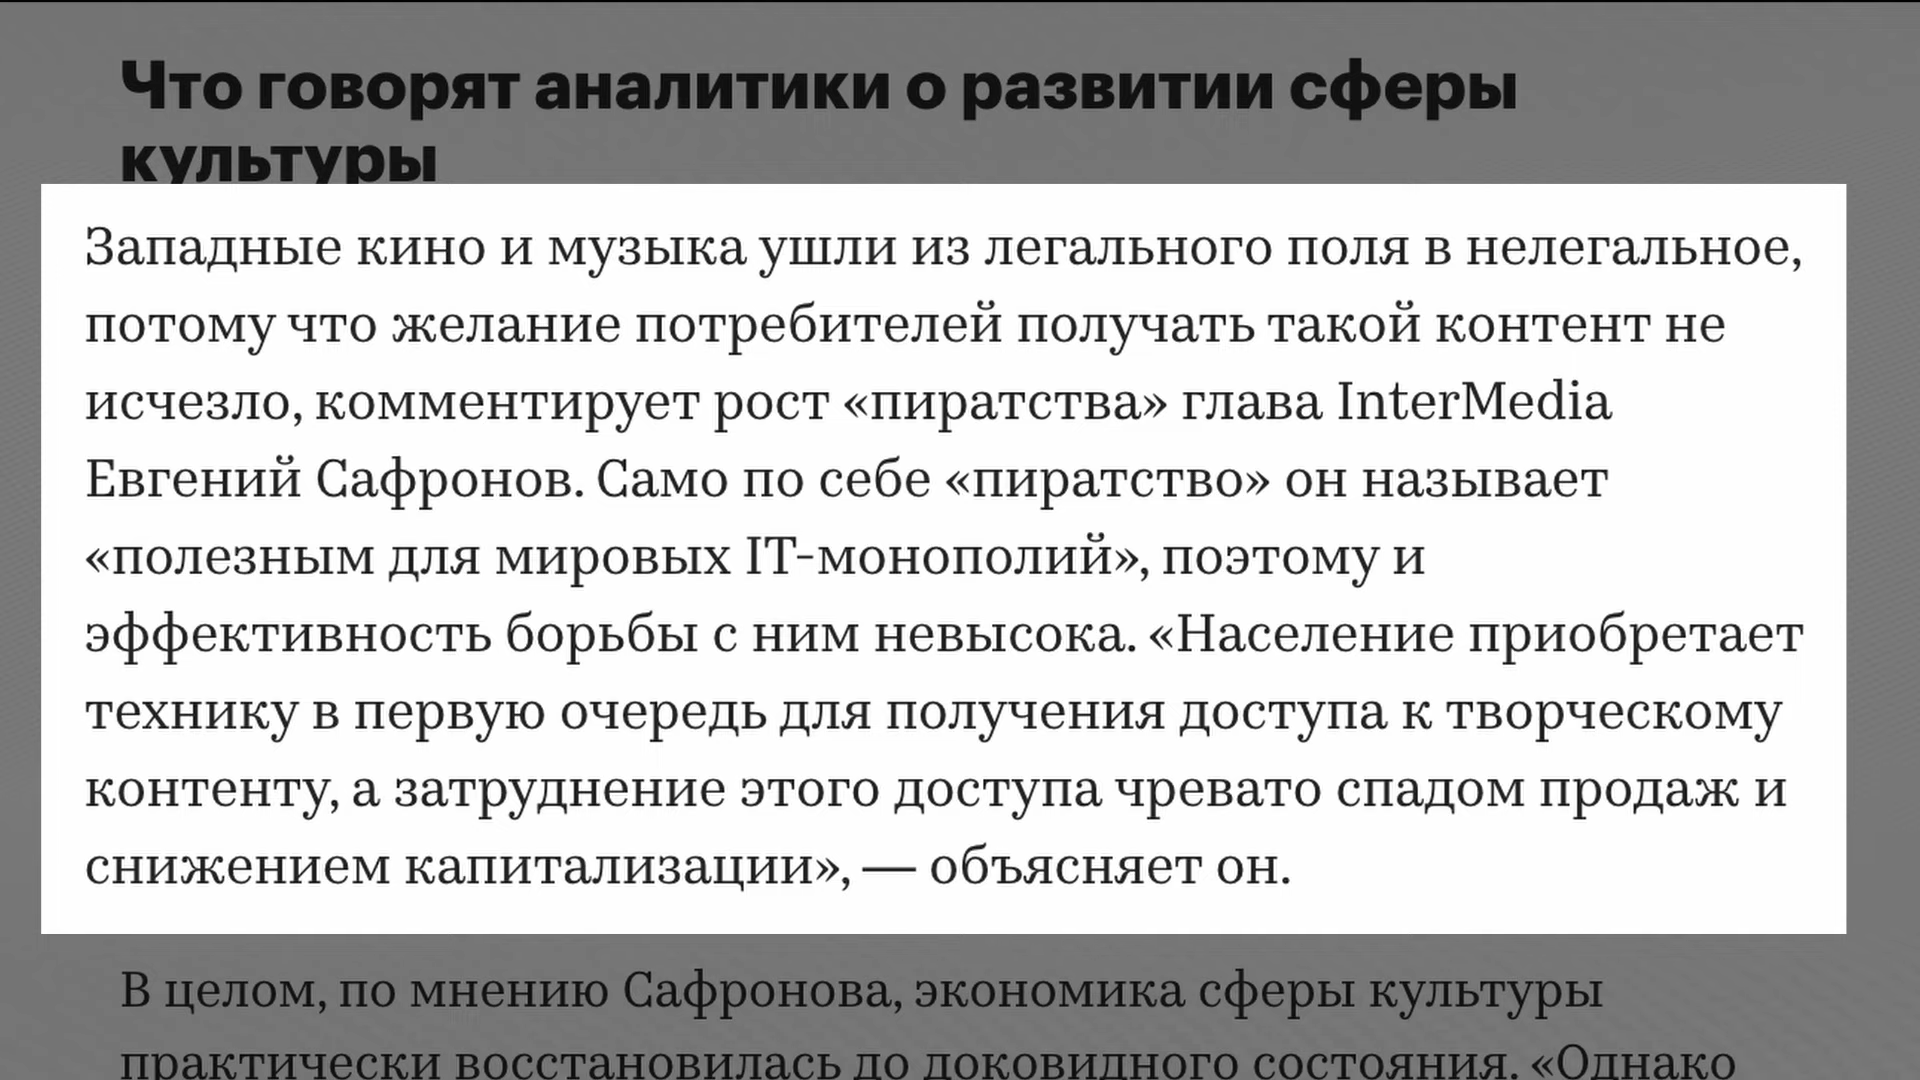 Что говорят аналитики о развитии сферы
культуры
Западные кино и музыка ушли из легального поля в нелегальное,
потому что желание потребителей получать такой контент не
исчезло, комментирует рост «пиратства» глава InterMedia
Евгений Сафронов. Само по себе «пиратство» он называет
«полезным для мировых IT-монополий», поэтому и
эффективность борьбы с ним невысока. «Население приобретает
технику в первую очередь для получения доступа к творческому
контенту, а затруднение этого доступа чревато спадом продаж и
снижением капитализации», — объясняет он.
В целом, по мнению Сафронова, экономика сферы культуры
практически восстановилась до доковидного состояния. «Однако